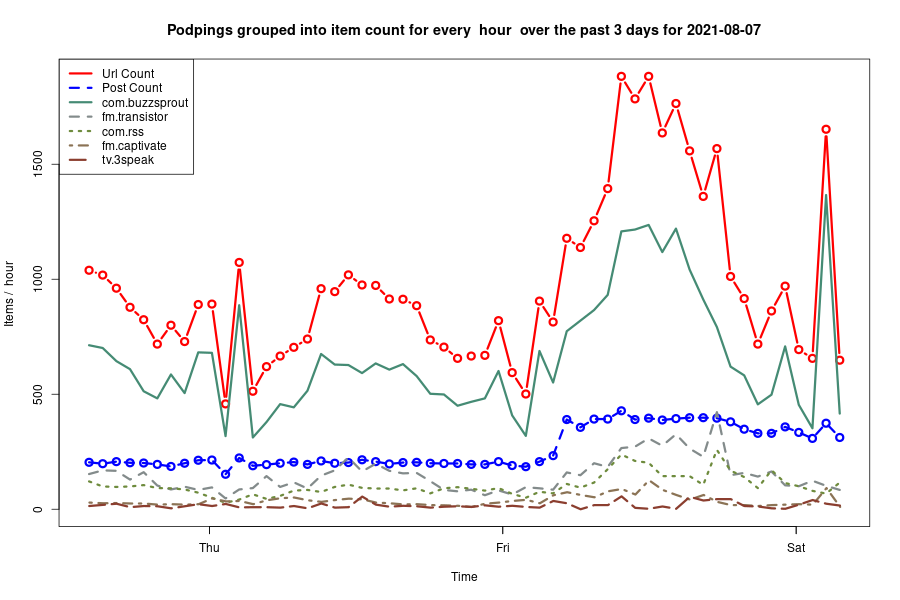 Podpings grouped into item count for every  hour  over the past 3 days for 2021-08-07
Url Count
Post Count
com.buzzsprout
fm.transistor
com.rss
fm.captivate
tv.3speak
Items /  hour
1500
1000
500
0
Thu
Fri
Sat
Time